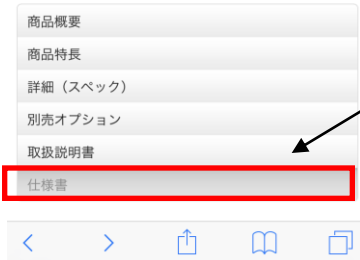 商品概要
商品特長
詳細（スペック）
別売オプション
取扱説明書
仕様書